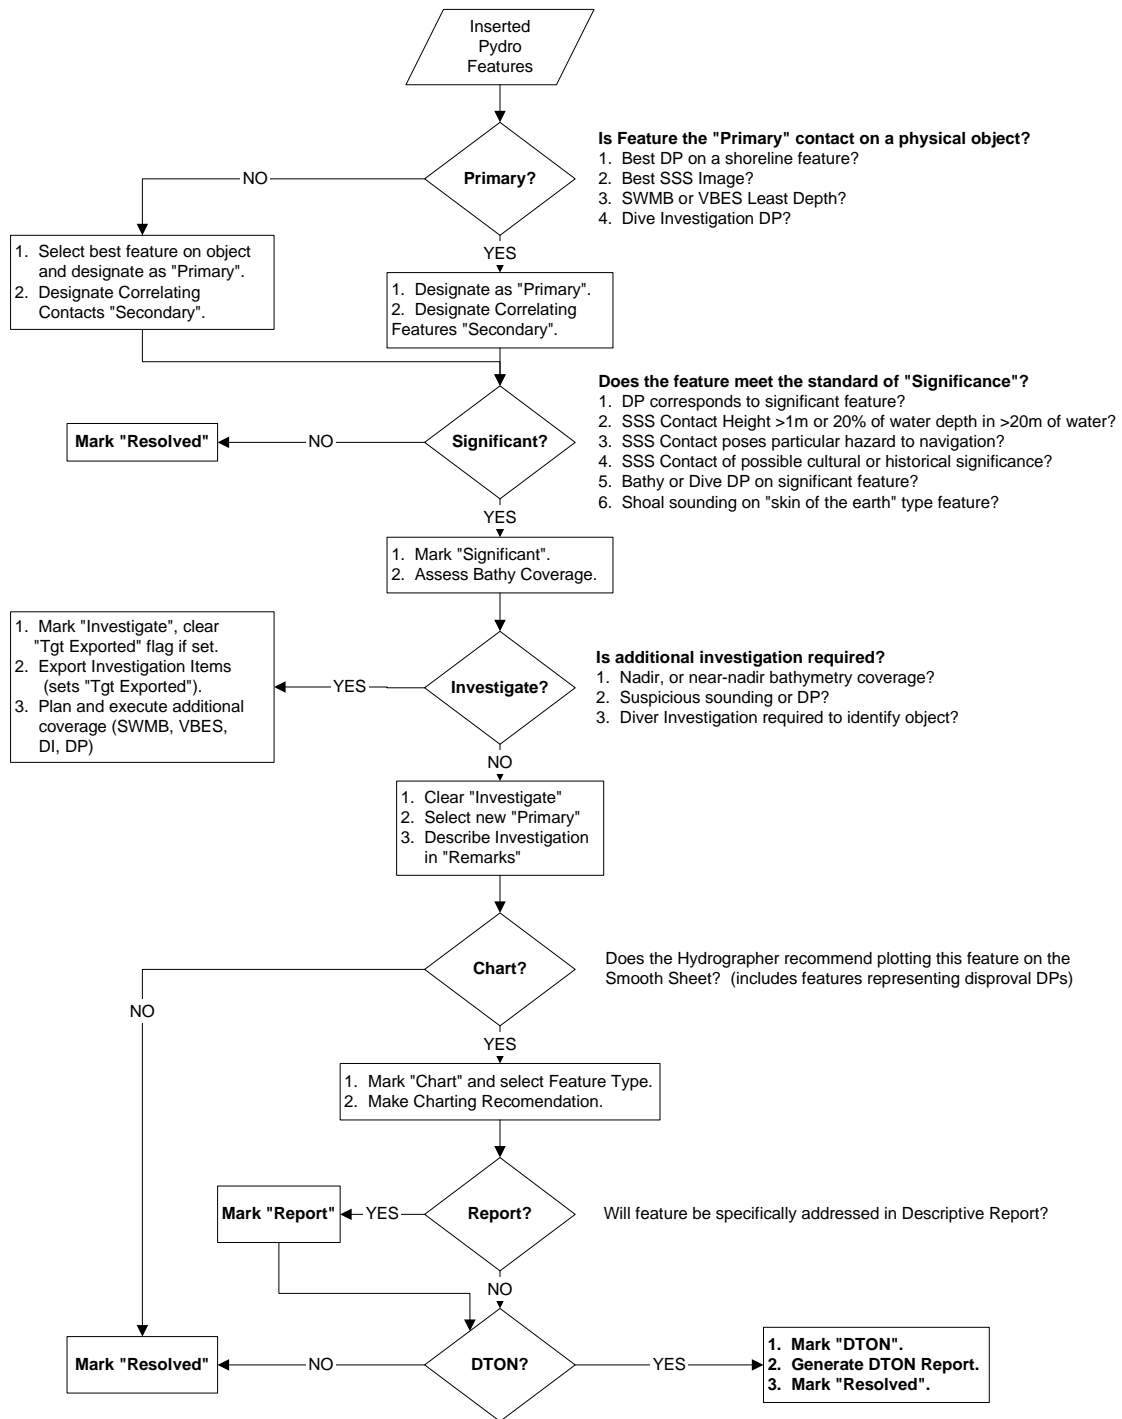 Inserted
Pydro
Features
Primary?
Is Feature the "Primary" contact on a physical object?
1. Best DP on a shoreline feature?
2. Best SSS Image?
3. SWMB or VBES Least Depth?
4. Dive Investigation DP?
NO
1. Select best feature on object
and designate as "Primary".
2. Designate Correlating
Contacts "Secondary".
YES
1. Designate as "Primary".
2. Designate Correlating
Features "Secondary".
Significant?
Does the feature meet the standard of "Significance"?
1. DP corresponds to significant feature?
2. SSS Contact Height >1m or 20% of water depth in >20m of water?
3. SSS Contact poses particular hazard to navigation?
4. SSS Contact of possible cultural or historical significance?
5. Bathy or Dive DP on significant feature?
6. Shoal sounding on "skin of the earth" type feature?
NO
Mark "Resolved"
YES
1. Mark "Significant".
2. Assess Bathy Coverage.
Investigate?
Is additional investigation required?
1. Nadir, or near-nadir bathymetry coverage?
2. Suspicious sounding or DP?
3. Diver Investigation required to identify object?
YES
1. Mark "Investigate", clear
"Tgt Exported" flag if set.
2. Export Investigation Items
(sets "Tgt Exported").
3. Plan and execute additional
coverage (SWMB, VBES,
DI, DP)
NO
1. Clear "Investigate"
2. Select new "Primary"
3. Describe Investigation
in "Remarks"
Chart?
Does the Hydrographer recommend plotting this feature on the
Smooth Sheet? (includes features representing disproval DPs)
NO
YES
1. Mark "Chart" and select Feature Type.
2. Make Charting Recomendation.
Report?
Will feature be specifically addressed in Descriptive Report?
YES
Mark "Report"
NO
DTON?
NO
Mark "Resolved"
YES
1. Mark "DTON".
2. Generate DTON Report.
3. Mark "Resolved".